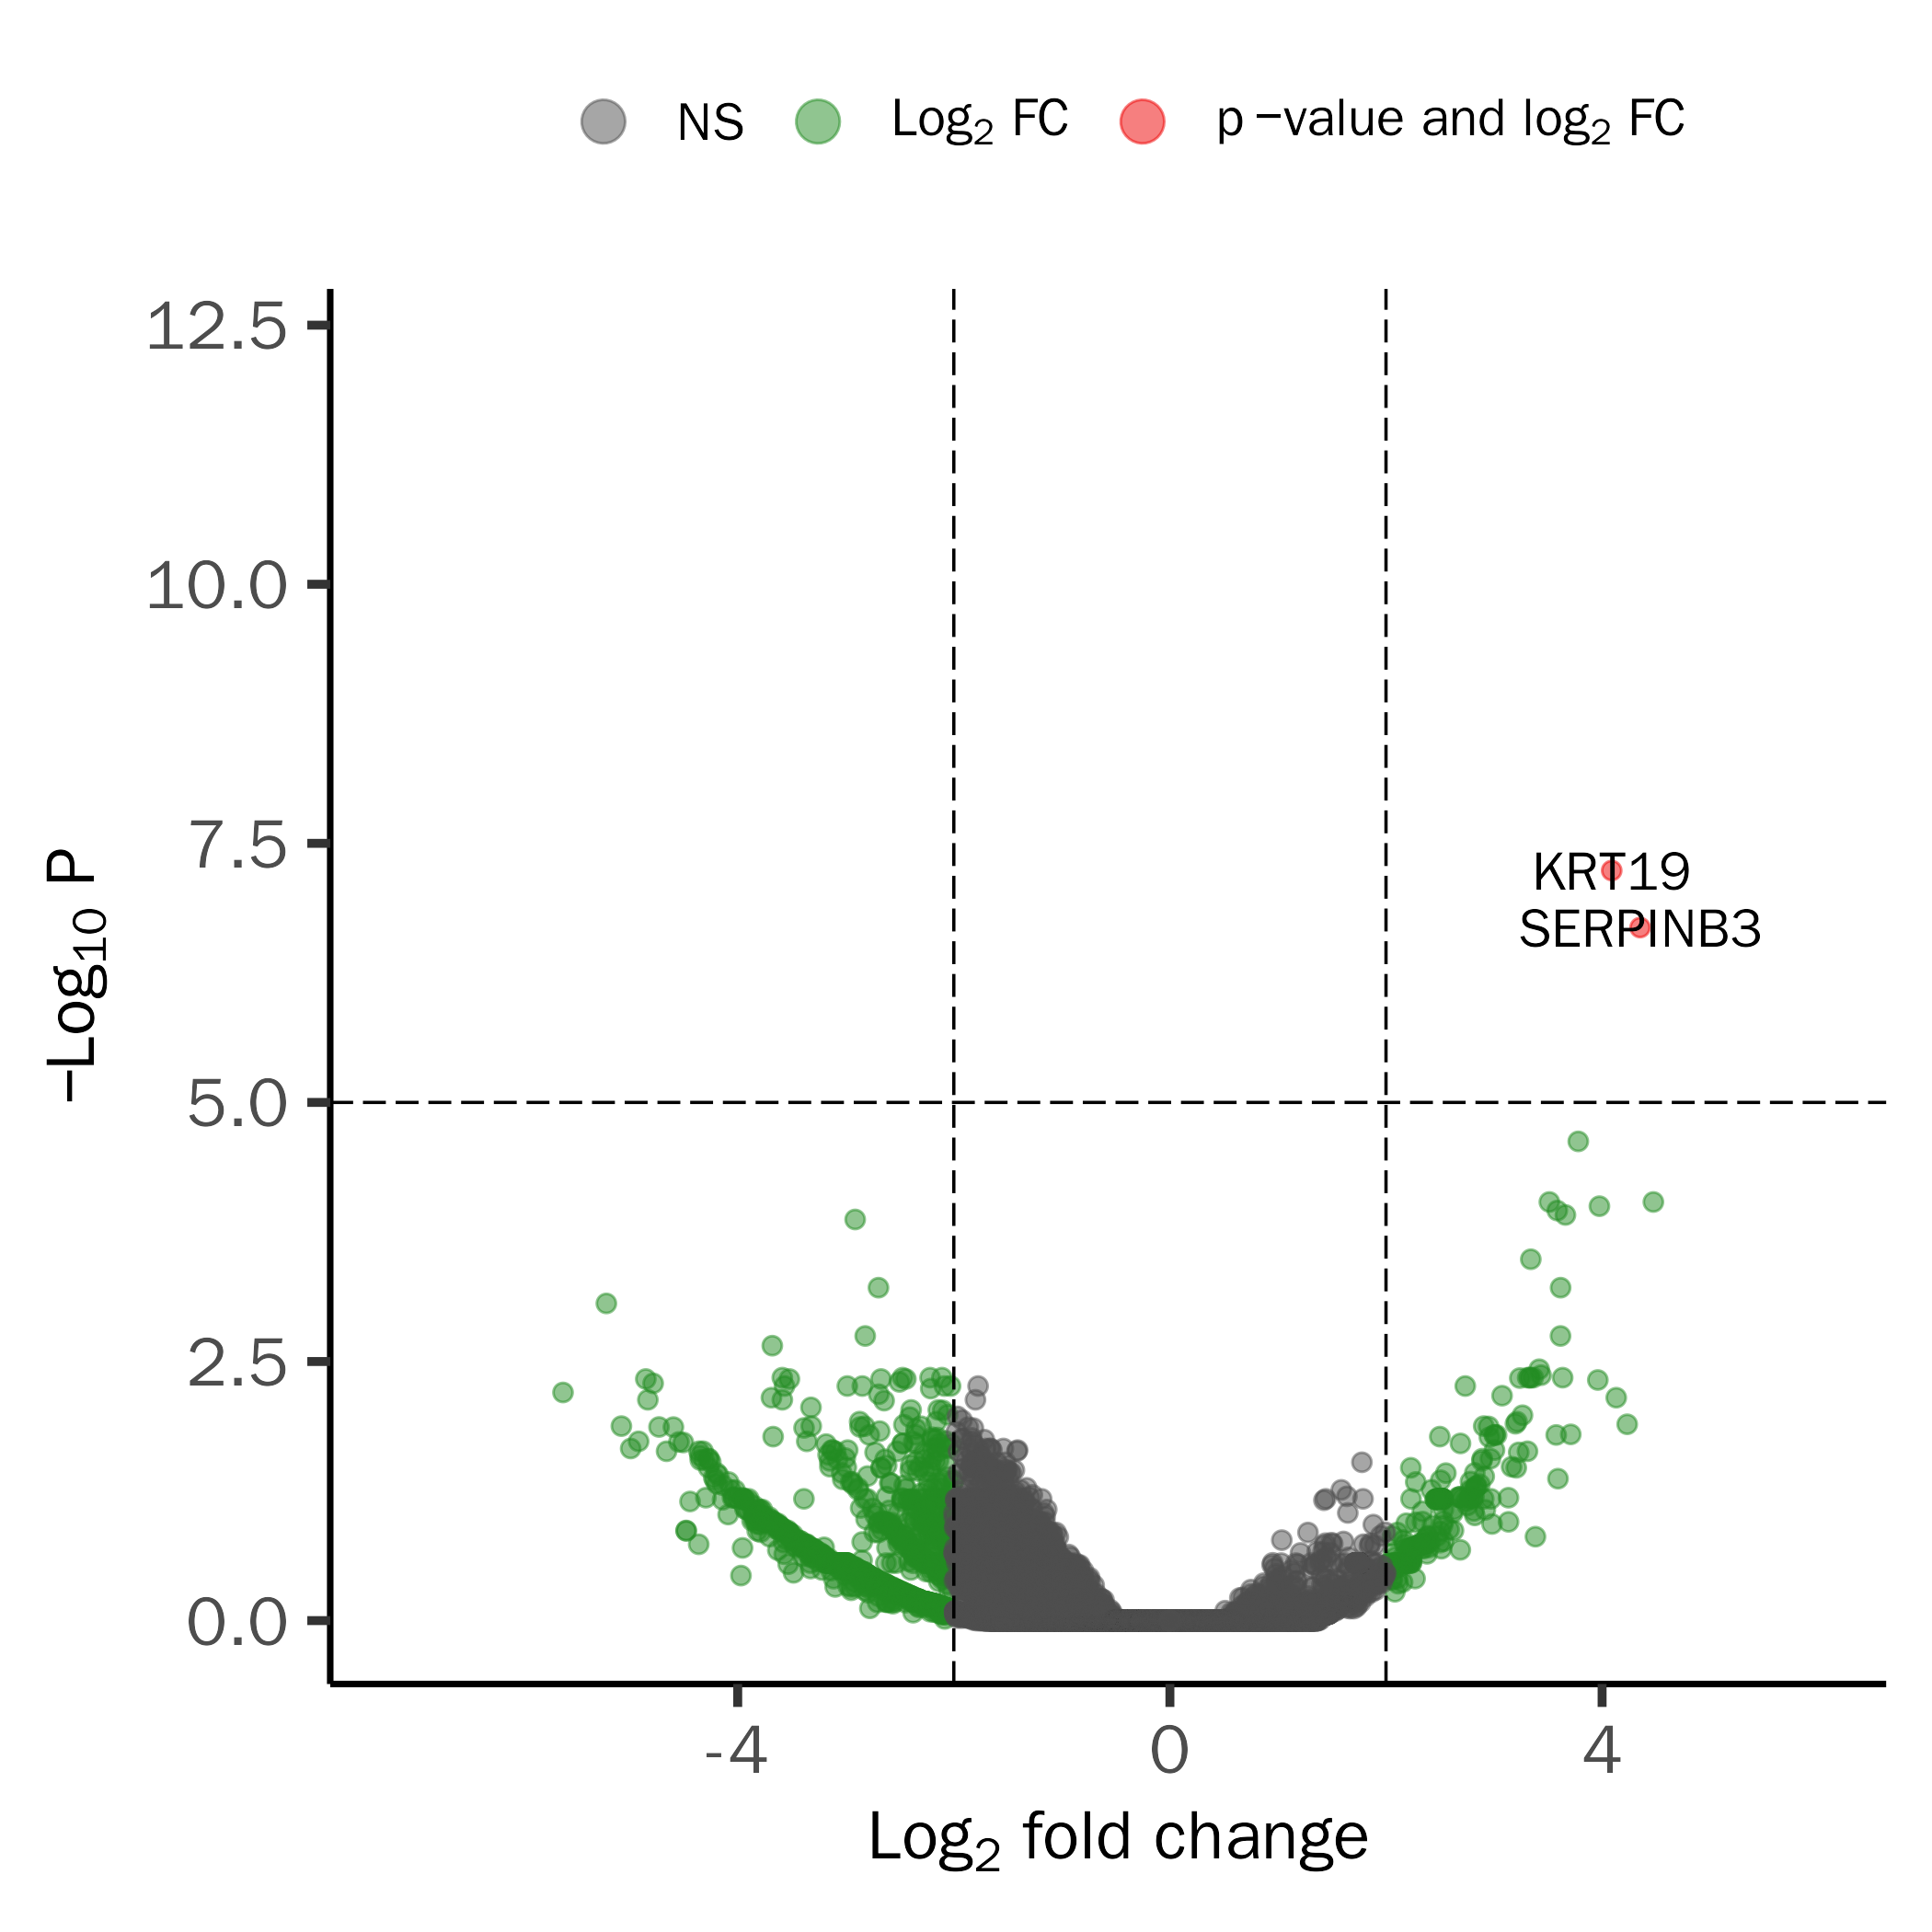 NS Log₂ FC p −value and log₂ FC
12.5
10.0
7.5
5.0
2.5
0.0
−Log₁₀ P
KRT19
SERPINB3
-4 0 4
Log₂ fold change